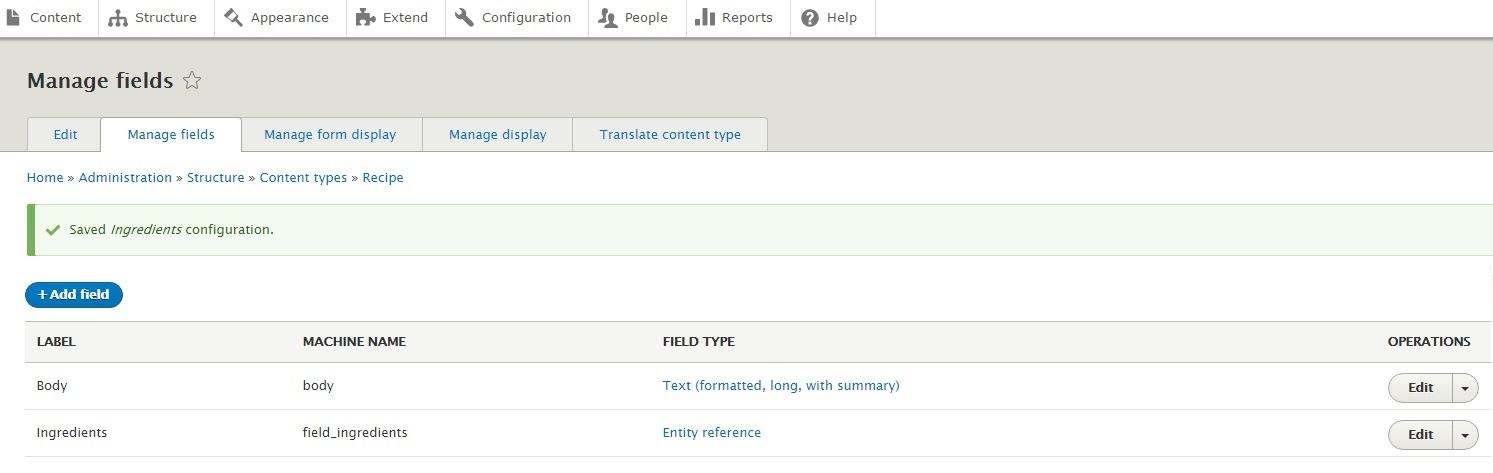 Content Structure Appearance Extend Configuration People Reports Help
Manage fields
Edit Manage fields Manage form display Manage display Translate content type
Home » Administration » Structure » Content types » Recipe
Saved Ingredients configuration.
+ Add field
LABEL MACHINE NAME FIELD TYPE OPERATIONS
Body body Text (formatted, long, with summary) Edit
Ingredients field_ingredients Entity reference Edit